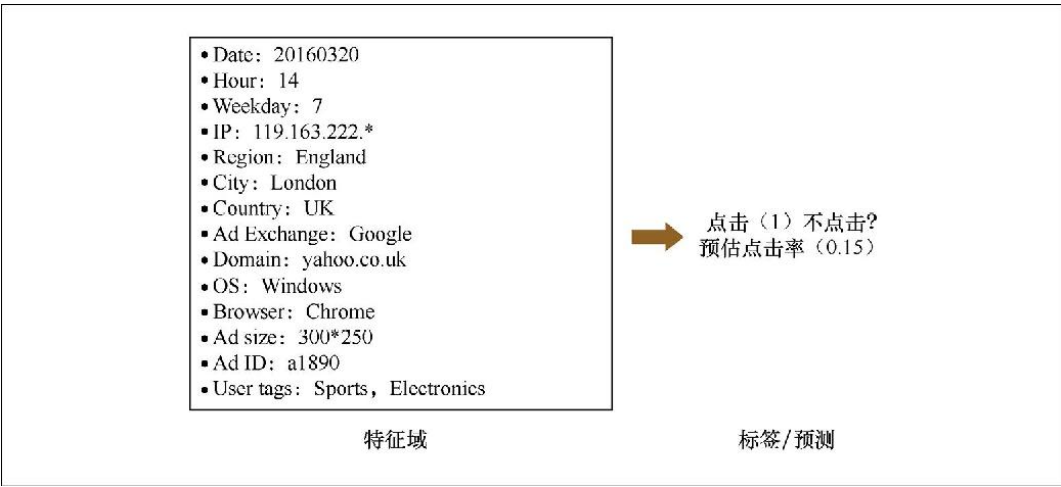 • Date：20160320
• Hour：14
• Weekday：7
• IP：119.163.222.*
• Region：England
• City：London
• Country：UK
• Ad Exchange：Google
• Domain：yahoo.co.uk
• OS：Windows
• Browser：Chrome
• Ad size：300*250
• Ad ID：a1890
• User tags：Sports，Electronics
点击（1）不点击?
预估点击率（0.15）
特征域
标签/预测